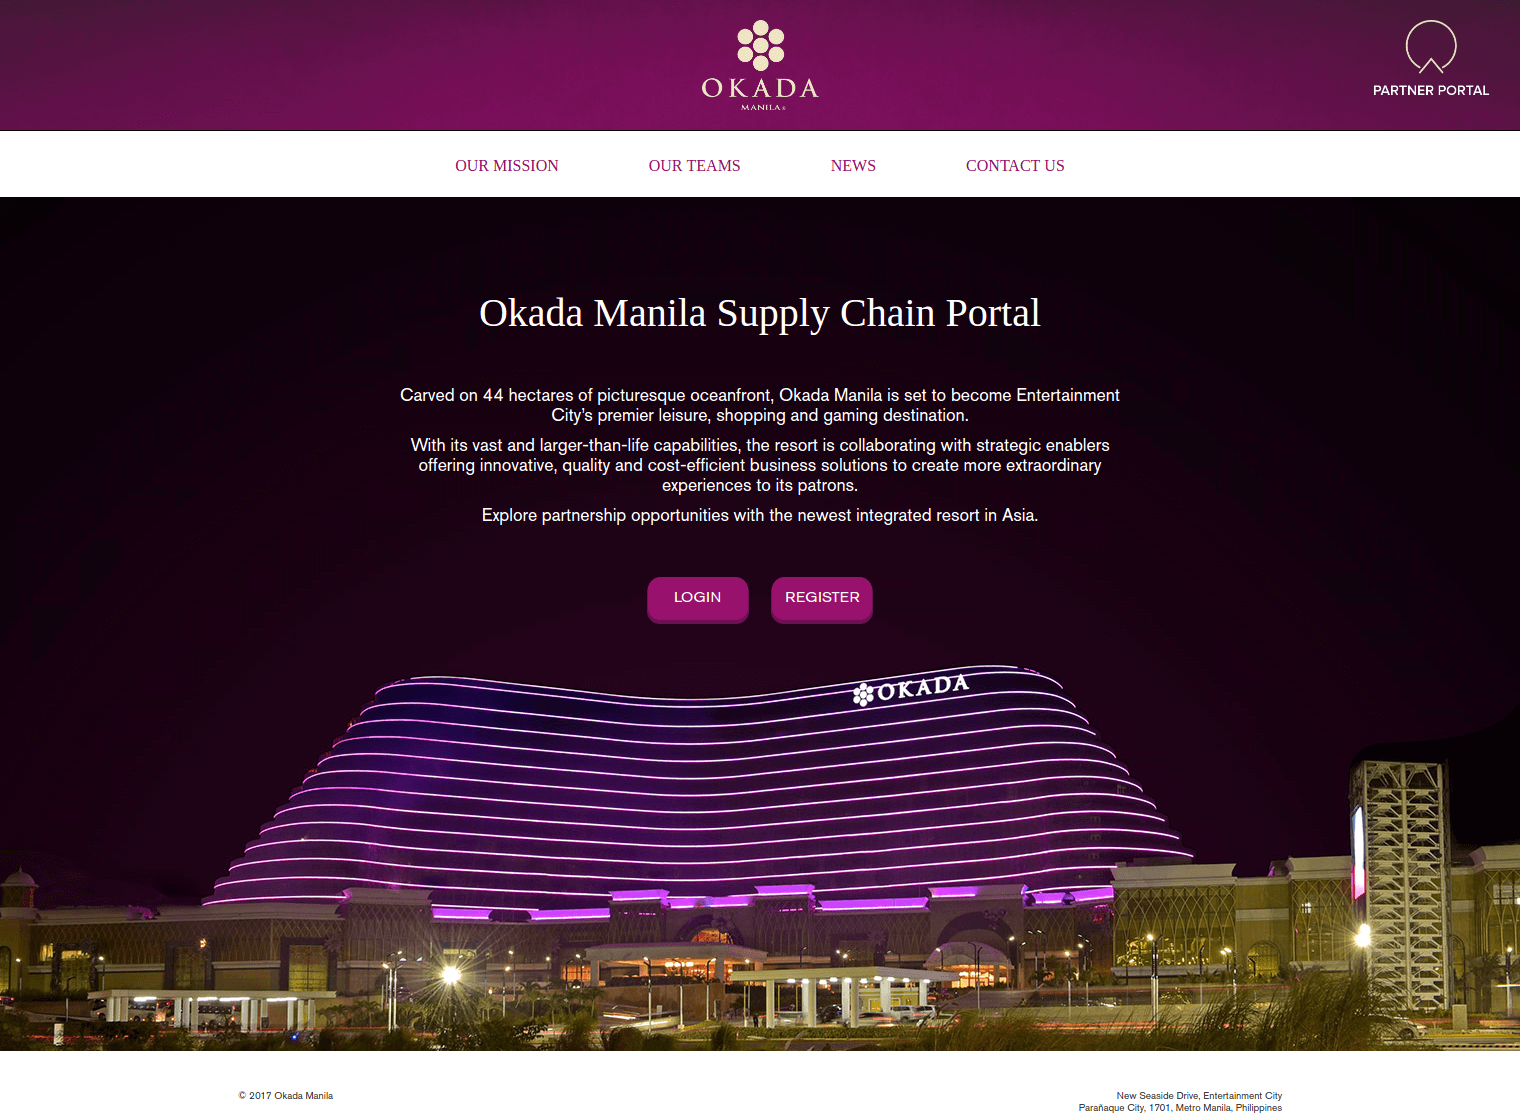 OKADA
MANILA®
PARTNER PORTAL
OUR MISSION
OUR TEAMS
NEWS
CONTACT US
Okada Manila Supply Chain Portal
Carved on 44 hectares of picturesque oceanfront, Okada Manila is set to become Entertainment
City’s premier leisure, shopping and gaming destination.
With its vast and larger-than-life capabilities, the resort is collaborating with strategic enablers
offering innovative, quality and cost-efficient business solutions to create more extraordinary
experiences to its patrons.
Explore partnership opportunities with the newest integrated resort in Asia.
LOGIN
REGISTER
OKADA
© 2017 Okada Manila
New Seaside Drive, Entertainment City
Parañaque City, 1701, Metro Manila, Philippines